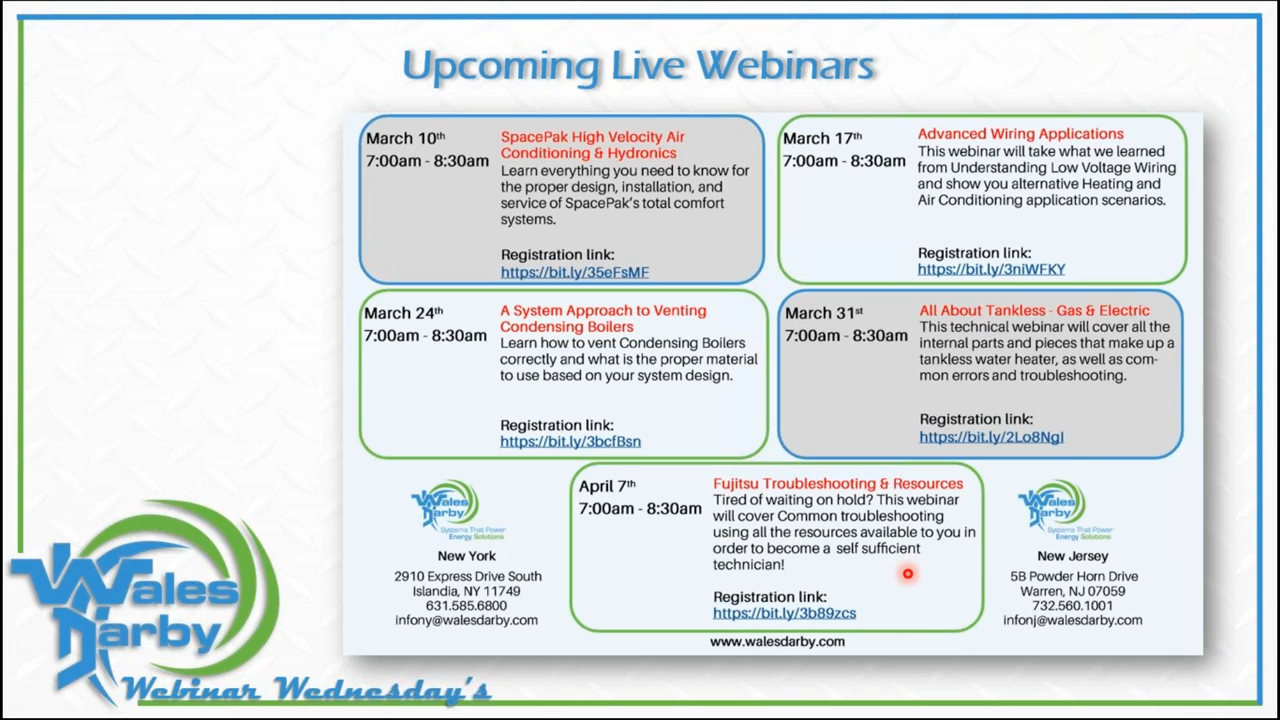 Upcoming Live Webinars
March 10th
7:00am - 8:30am
SpacePak High Velocity Air
Conditioning & Hydronics
Learn everything you need to know for
the proper design, installation, and
service of SpacePak's total comfort
systems.
Registration link:
https://bit.ly/35eFsMF
March 17th
7:00am - 8:30am
Advanced Wiring Applications
This webinar will take what we learned
from Understanding Low Voltage Wiring
and show you alternative Heating and
Air Conditioning application scenarios.
Registration link:
https://bit.ly/3niWFKY
March 24th
7:00am - 8:30am
A System Approach to Venting
Condensing Boilers
Learn how to vent Condensing Boilers
correctly and what is the proper material
to use based on your system design.
Registration link:
https://bit.ly/3bcfBsn
March 31st
7:00am - 8:30am
All About Tankless - Gas & Electric
This technical webinar will cover all the
internal parts and pieces that make up a
tankless water heater, as well as com-
mon errors and troubleshooting.
Registration link:
https://bit.ly/2Lo8NgI
Wales
Darby
Systems That Power
Energy Solutions
New York
2910 Express Drive South
Islandia, NY 11749
631.585.6800
infony@walesdarby.com
April 7th
7:00am - 8:30am
Fujitsu Troubleshooting & Resources
Tired of waiting on hold? This webinar
will cover Common troubleshooting
using all the resources available to you in
order to become a self sufficient
technician!
Registration link:
https://bit.ly/3b89zcs
Wales
Darby
Systems That Power
Energy Solutions
New Jersey
5B Powder Horn Drive
Warren, NJ 07059
732.560.1001
infonj@walesdarby.com
www.walesdarby.com
Wales
Darby
Webinar Wednesday's